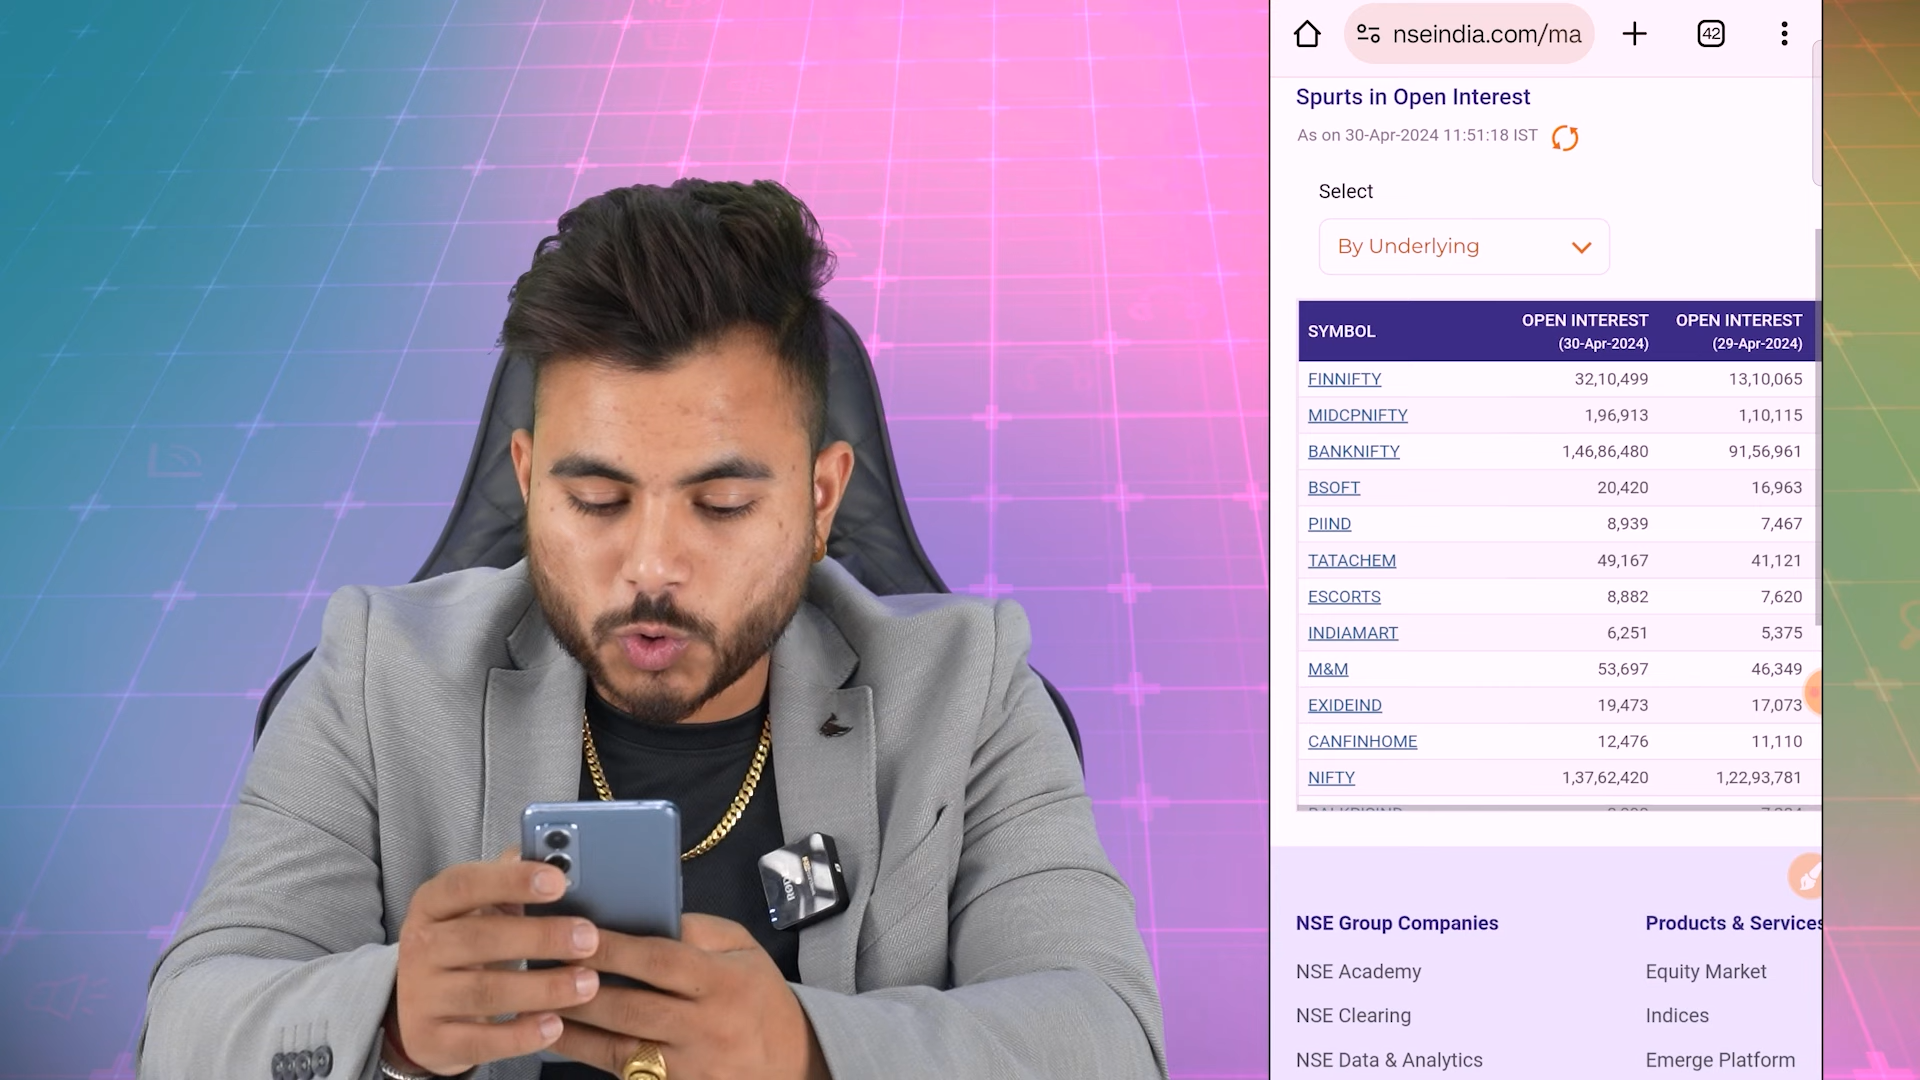 nseindia.com/ma
42
Spurts in Open Interest
As on 30-Apr-2024 11:51:18 IST
Select
By Underlying
SYMBOL OPEN INTEREST (30-Apr-2024) OPEN INTEREST (29-Apr-2024)
FINNIFTY 32,10,499 13,10,065
MIDCPNIFTY 1,96,913 1,10,115
BANKNIFTY 1,46,86,480 91,56,961
BSOFT 20,420 16,963
PIIND 8,939 7,467
TATACHEM 49,167 41,121
ESCORTS 8,882 7,620
INDIAMART 6,251 5,375
M&M 53,697 46,349
EXIDEIND 19,473 17,073
CANFINHOME 12,476 11,110
NIFTY 1,37,62,420 1,22,93,781
NSE Group Companies Products & Services
NSE Academy Equity Market
NSE Clearing Indices
NSE Data & Analytics Emerge Platform